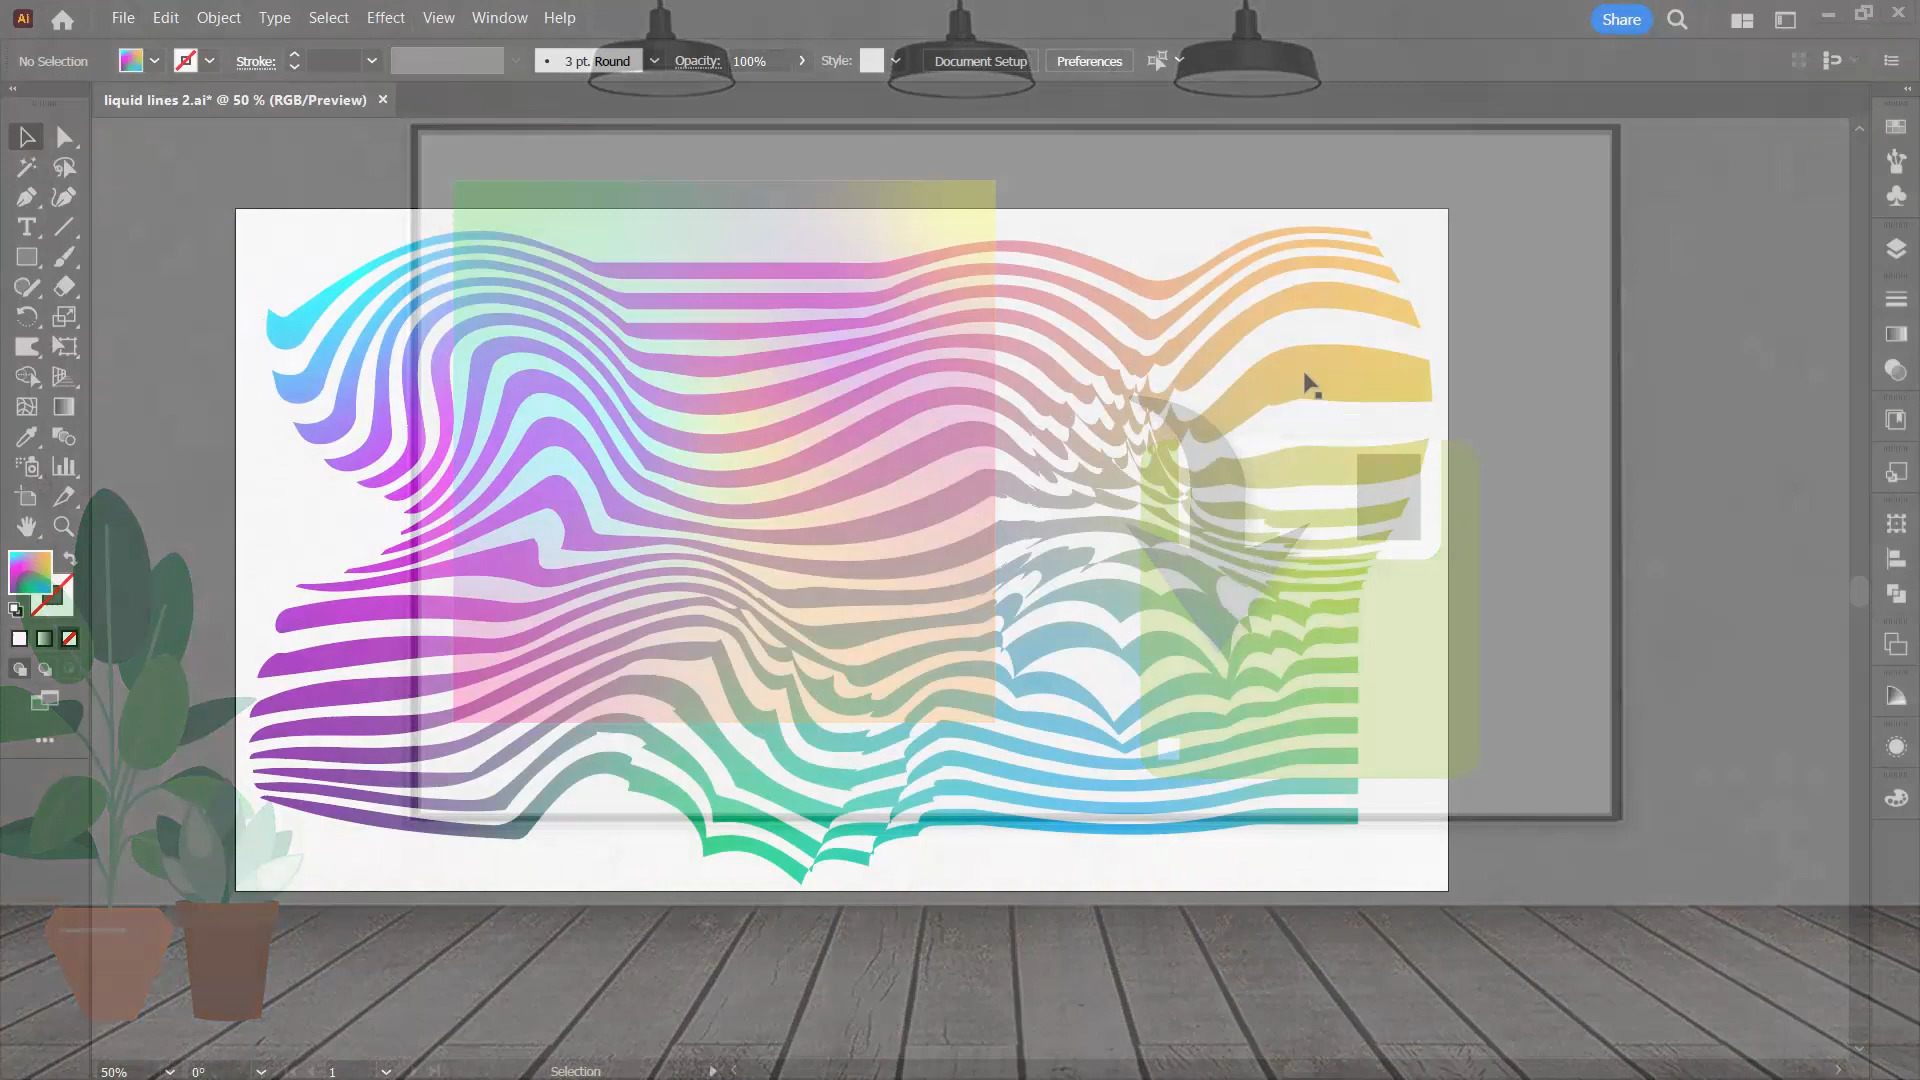 Ai File Edit Object Type Select Effect View Window Help Share
No Selection Stroke: 3 pt. Round Opacity: 100% Style: Document Setup Preferences
liquid lines 2.ai* @ 50 % (RGB/Preview)
50% 0° 1 Selection